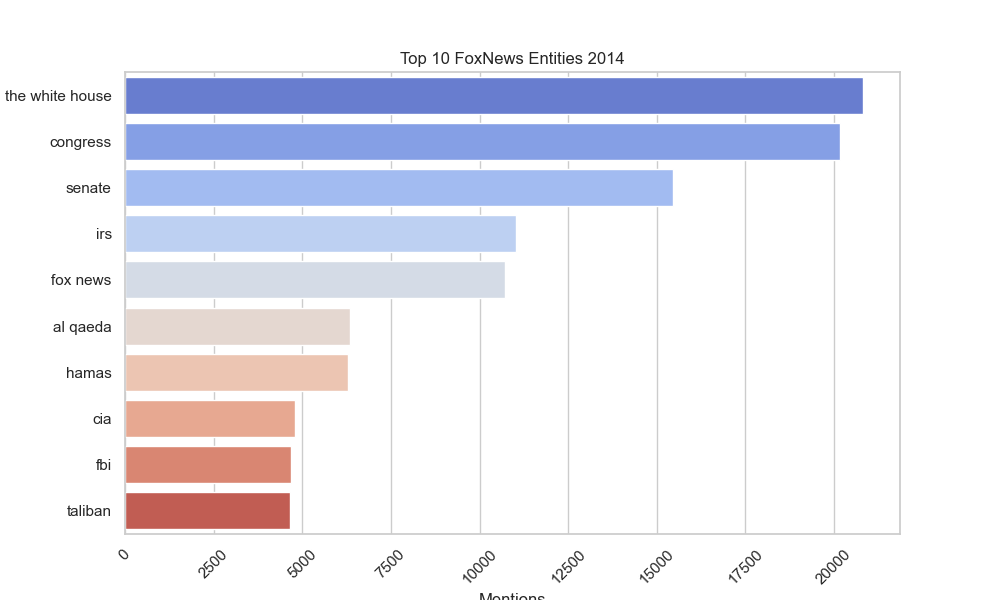 Top 10 FoxNews Entities 2014
the white house
congress
senate
irs
fox news
al qaeda
hamas
cia
fbi
taliban
0
2500
5000
7500
10000
12500
15000
17500
20000
Mentions